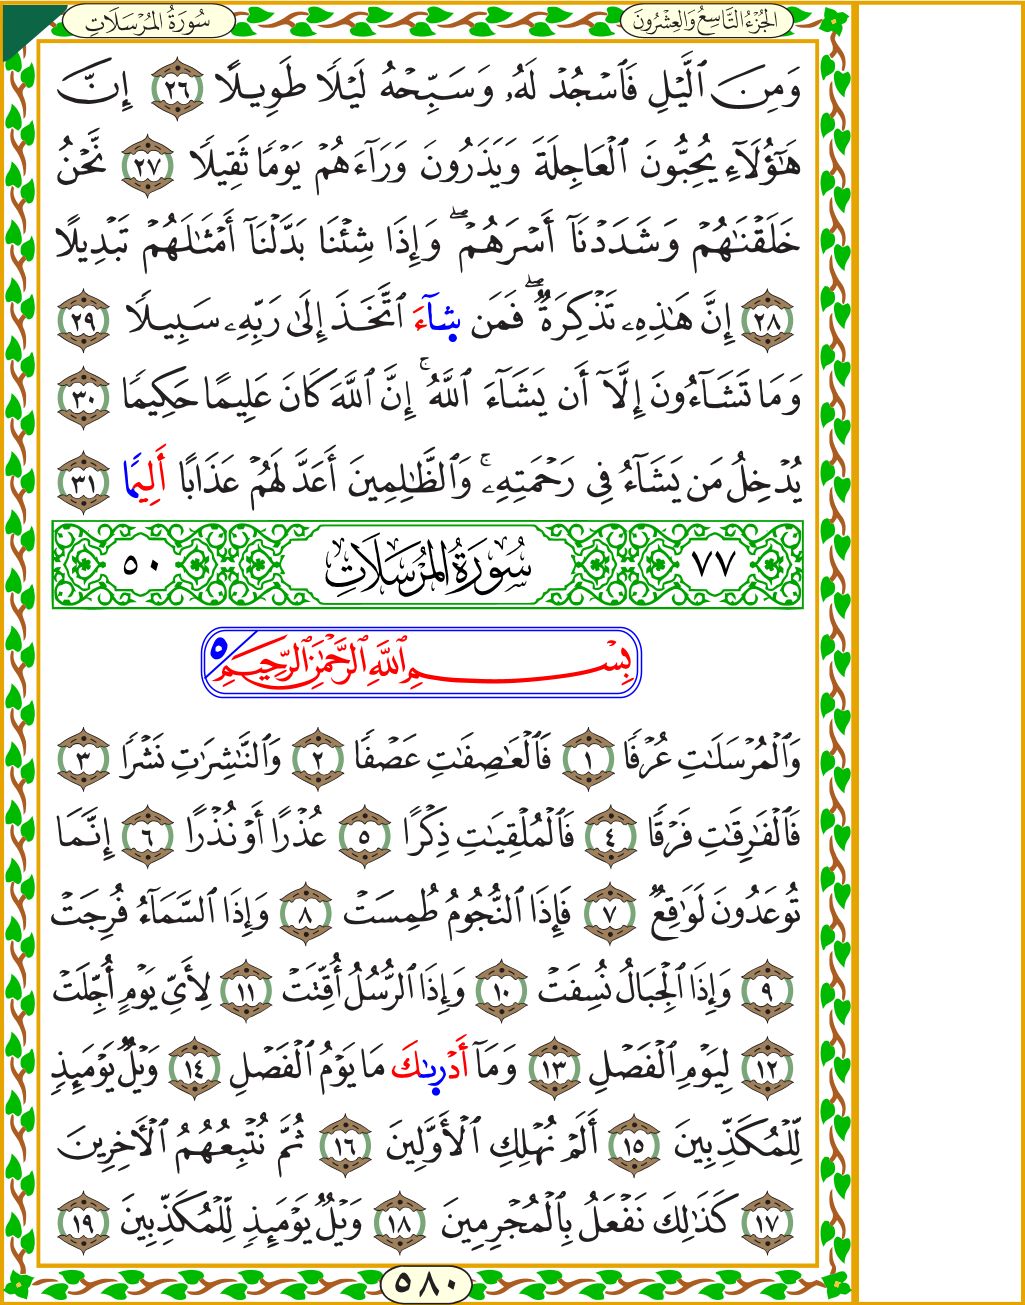 سُورَةُ المُرْسَلَات الجُزْءُ التَّاسِعُ وَالعِشْرُونَ
وَمِنَ ٱلَّيْلِ فَٱسْجُدْ لَهُۥ وَسَبِّحْهُ لَيْلًا طَوِيلًا ٢٦ إِنَّ
هَٰٓؤُلَآءِ يُحِبُّونَ ٱلْعَاجِلَةَ وَيَذَرُونَ وَرَآءَهُمْ يَوْمًا ثَقِيلًا ٢٧ نَّحْنُ
خَلَقْنَٰهُمْ وَشَدَدْنَآ أَسْرَهُمْۖ وَإِذَا شِئْنَا بَدَّلْنَآ أَمْثَٰلَهُمْ تَبْدِيلًا
٢٨ إِنَّ هَٰذِهِۦ تَذْكِرَةٌۖ فَمَن شَآءَ ٱتَّخَذَ إِلَىٰ رَبِّهِۦ سَبِيلًا ٢٩
وَمَا تَشَآءُونَ إِلَّآ أَن يَشَآءَ ٱللَّهُۚ إِنَّ ٱللَّهَ كَانَ عَلِيمًا حَكِيمًا ٣٠
يُدْخِلُ مَن يَشَآءُ فِى رَحْمَتِهِۦۚ وَٱلظَّٰلِمِينَ أَعَدَّ لَهُمْ عَذَابًا أَلِيمًۢا ٣١
٧٧ سُورَةُ المُرْسَلَاتِ ٥٠
بِسْمِ ٱللَّهِ ٱلرَّحْمَٰنِ ٱلرَّحِيمِ ٥
وَٱلْمُرْسَلَٰتِ عُرْفًا ١ فَٱلْعَٰصِفَٰتِ عَصْفًا ٢ وَٱلنَّٰشِرَٰتِ نَشْرًا ٣
فَٱلْفَٰرِقَٰتِ فَرْقًا ٤ فَٱلْمُلْقِيَٰتِ ذِكْرًا ٥ عُذْرًا أَوْ نُذْرًا ٦ إِنَّمَا
تُوعَدُونَ لَوَٰقِعٌ ٧ فَإِذَا ٱلنُّجُومُ طُمِسَتْ ٨ وَإِذَا ٱلسَّمَآءُ فُرِجَتْ
٩ وَإِذَا ٱلْجِبَالُ نُسِفَتْ ١٠ وَإِذَا ٱلرُّسُلُ أُقِّتَتْ ١١ لِأَىِّ يَوْمٍ أُجِّلَتْ
١٢ لِيَوْمِ ٱلْفَصْلِ ١٣ وَمَآ أَدْرَىٰكَ مَا يَوْمُ ٱلْفَصْلِ ١٤ وَيْلٌ يَوْمَئِذٍ
لِّلْمُكَذِّبِينَ ١٥ أَلَمْ نُهْلِكِ ٱلْأَوَّلِينَ ١٦ ثُمَّ نُتْبِعُهُمُ ٱلْـَٔاخِرِينَ
١٧ كَذَٰلِكَ نَفْعَلُ بِٱلْمُجْرِمِينَ ١٨ وَيْلٌ يَوْمَئِذٍ لِّلْمُكَذِّبِينَ ١٩
٥٨٠